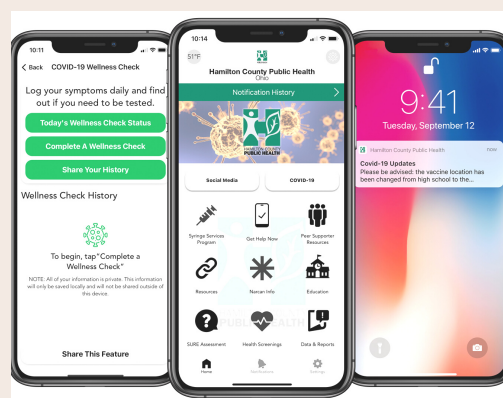 10:11
Back COVID-19 Wellness Check
Log your symptoms daily and find
out if you need to be tested.
Today's Wellness Check Status
Complete A Wellness Check
Share Your History
Wellness Check History
To begin, tap"Complete a
Wellness Check"
NOTE: All of your information is private. This information
will only be saved locally and will not be shared outside of
this device.
Share This Feature
10:14
51°F
Hamilton County Public Health
Ohio
Notification History
HAMILTON COUNTY
PUBLIC HEALTH
Social Media
COVID-19
Syringe Services
Program
Get Help Now
Peer Supporter
Resources
Resources
Narcan Info
Education
PUBLIC HEALTH
SURE Assessment
Health Screenings
Data & Reports
Home
Notifications
Settings
9:41
Tuesday, September 12
Hamilton County Public Health now
Covid-19 Updates
Please be advised: the vaccine location has
been changed from high school to the...